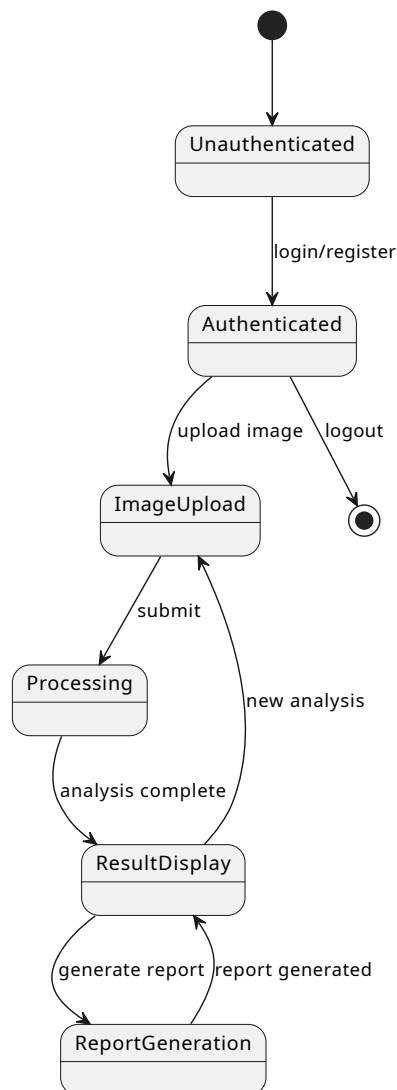 Unauthenticated
login/register
Authenticated
upload image
logout
ImageUpload
submit
Processing
new analysis
analysis complete
ResultDisplay
generate report
report generated
ReportGeneration